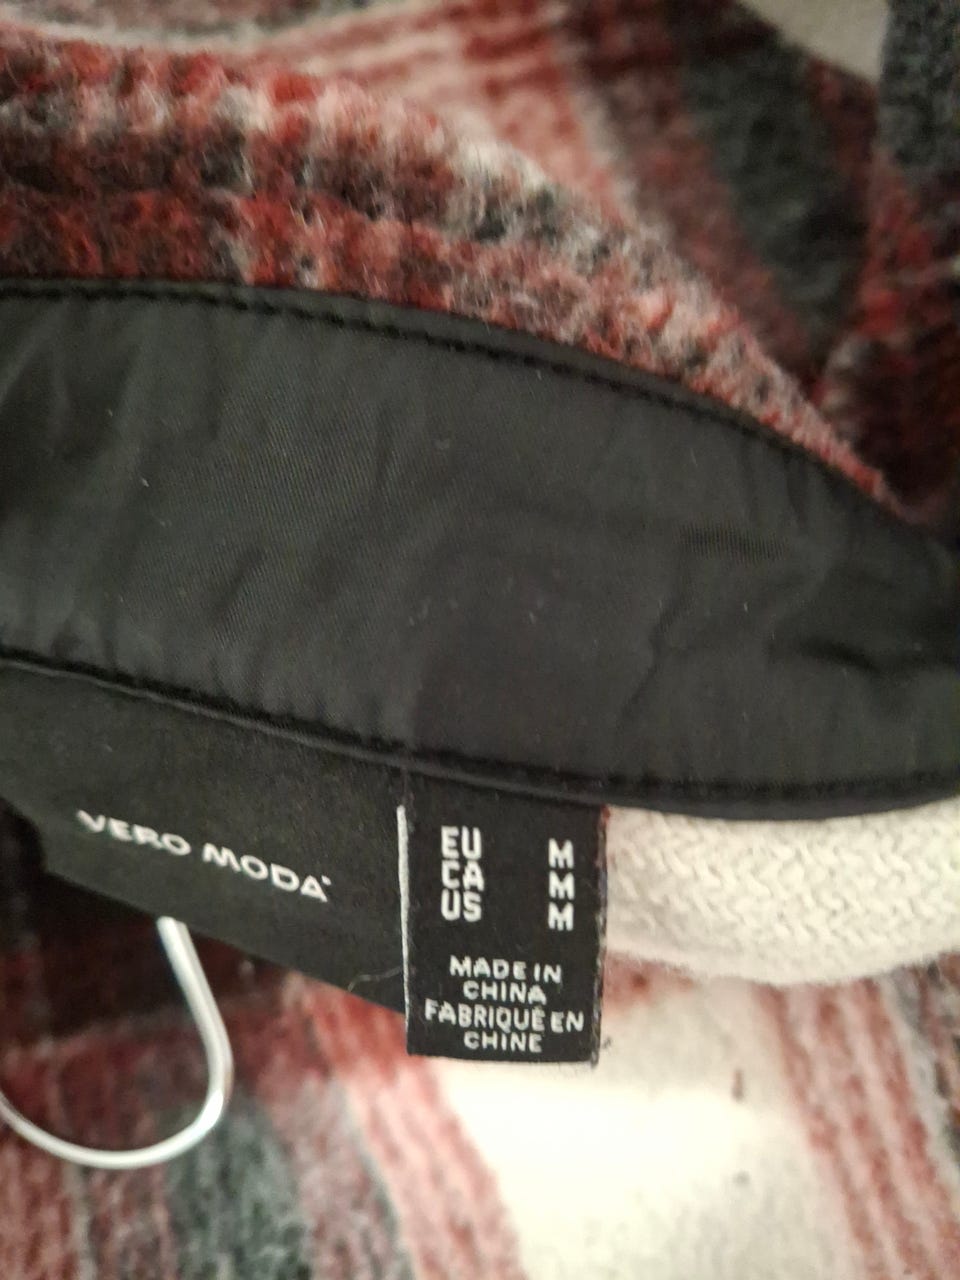 VERO MODA
EU M
CA M
US M
MADE IN
CHINA
FABRIQUÉ EN
CHINE